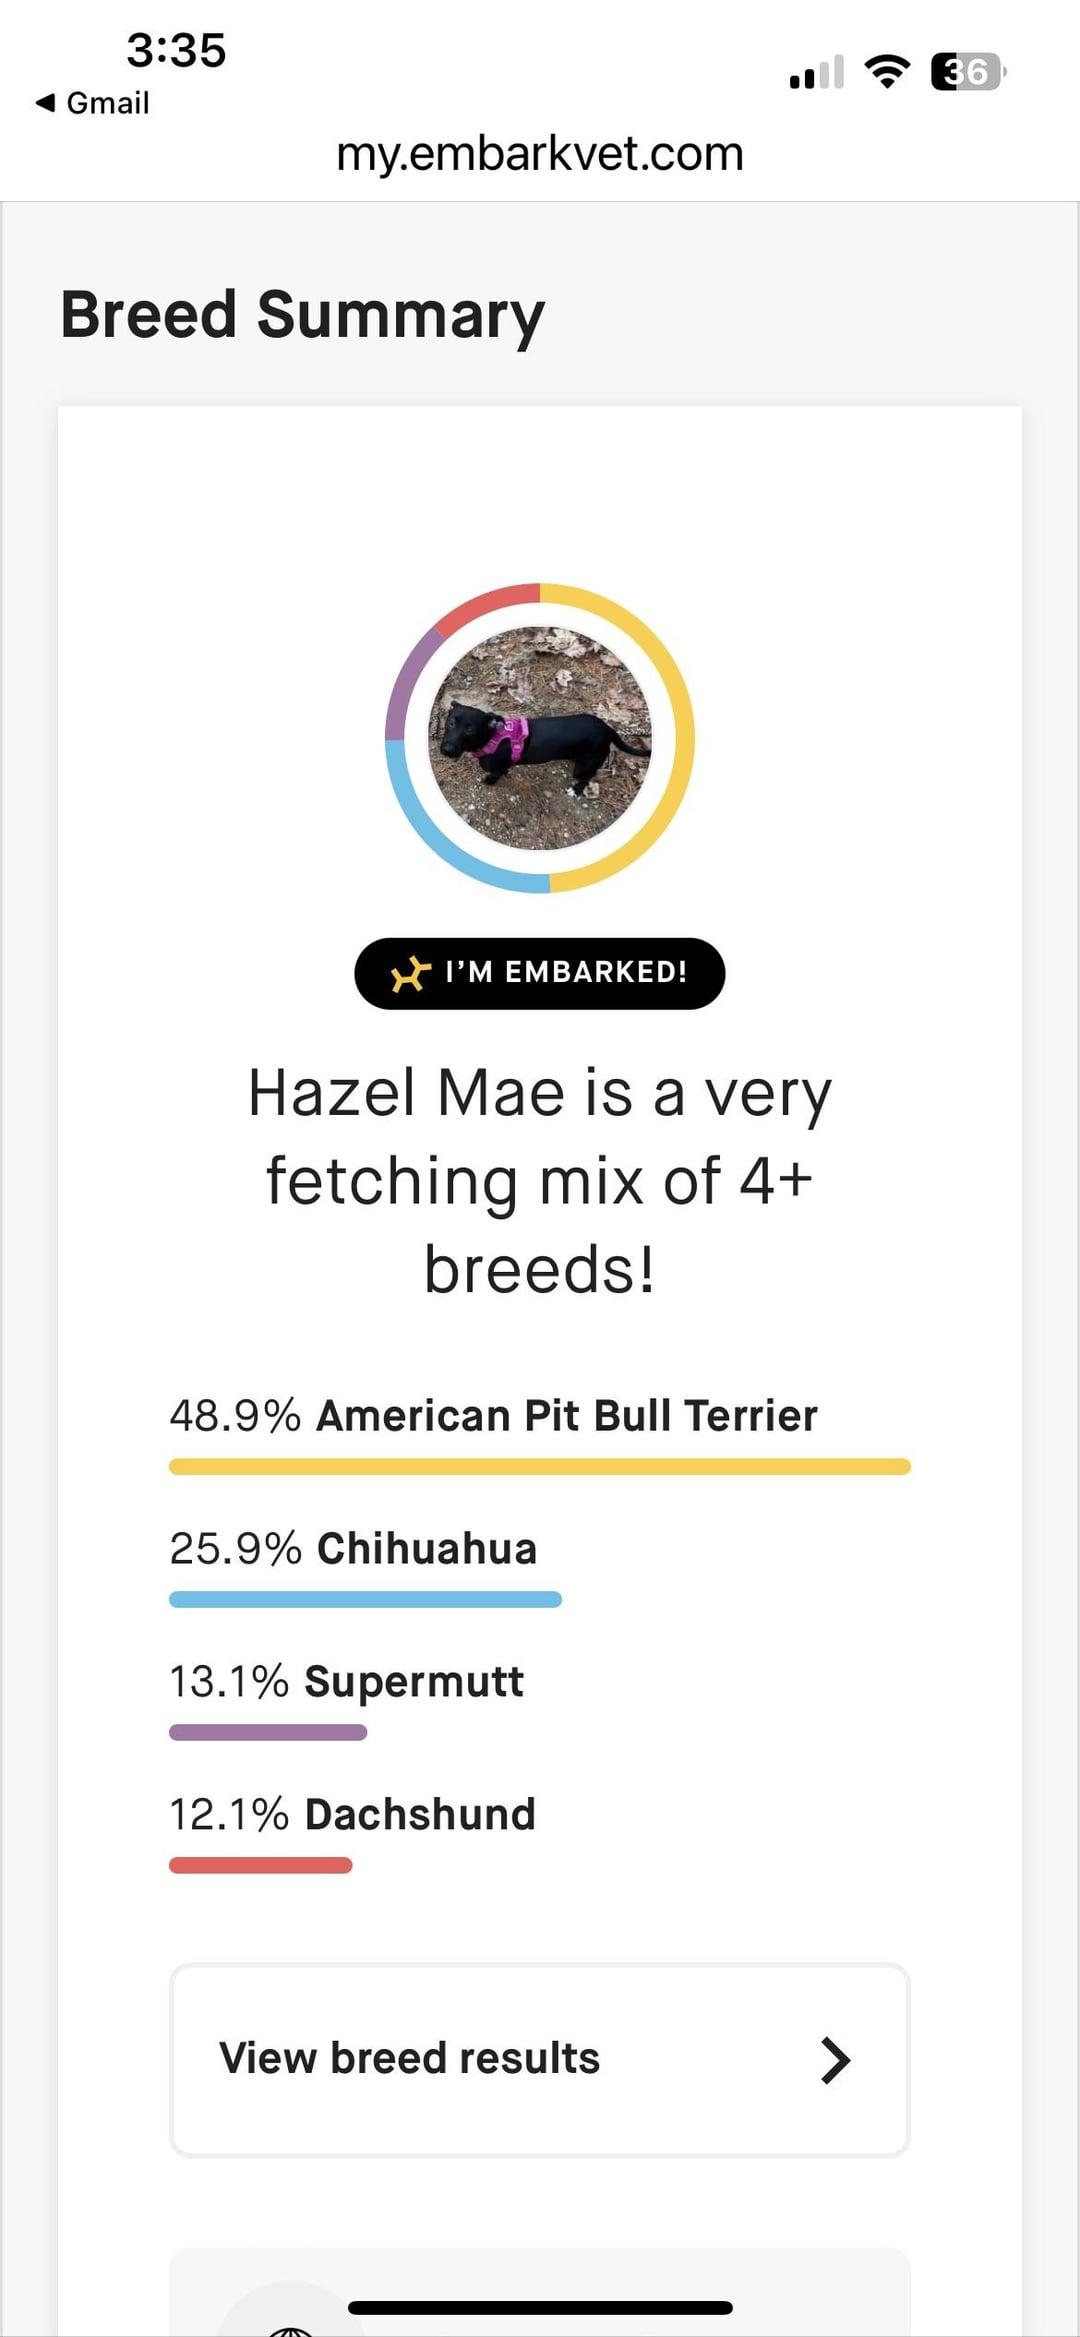 3:35
36
◀ Gmail
my.embarkvet.com
Breed Summary
I’M EMBARKED!
Hazel Mae is a very
fetching mix of 4+
breeds!
48.9% American Pit Bull Terrier
25.9% Chihuahua
13.1% Supermutt
12.1% Dachshund
View breed results